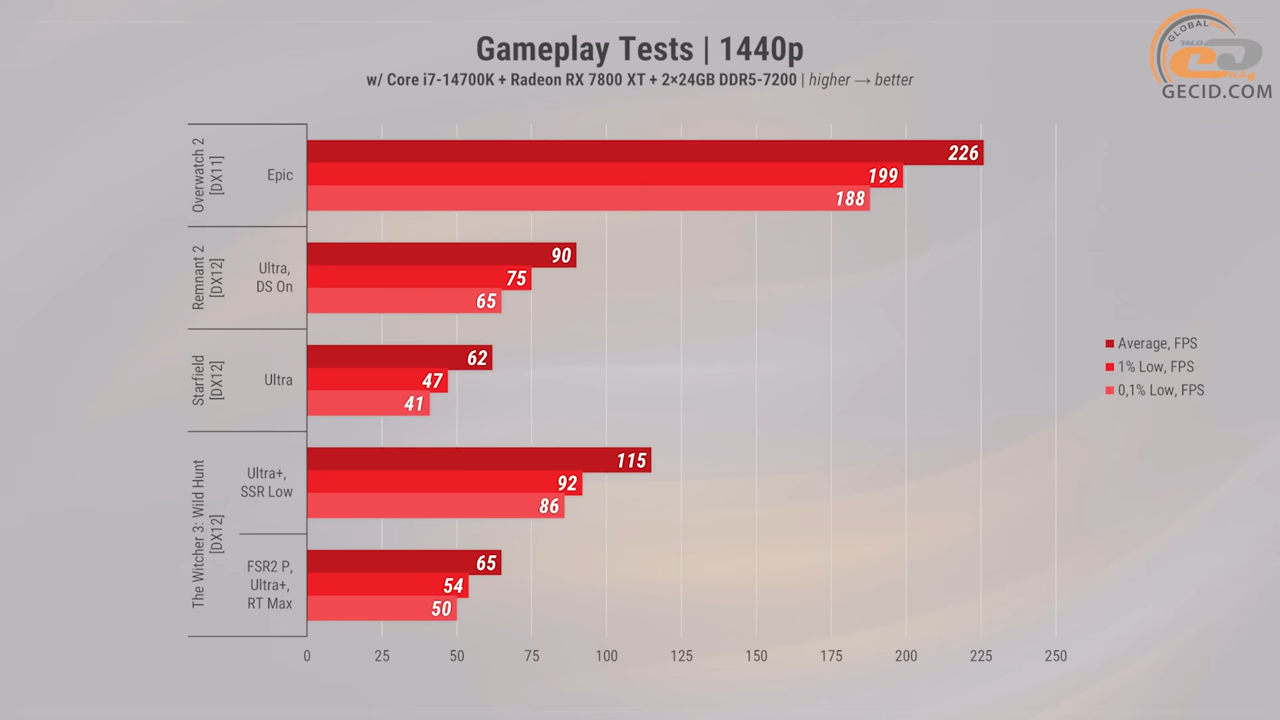 Gameplay Tests | 1440p
w/ Core i7-14700K + Radeon RX 7800 XT + 2×24GB DDR5-7200 | higher → better
GLOBAL
GECID.COM
Overwatch 2
[DX11]
Epic
226
199
188
Remnant 2
[DX12]
Ultra,
DS On
90
75
65
Starfield
[DX12]
Ultra
62
47
41
The Witcher 3: Wild Hunt
[DX12]
Ultra+,
SSR Low
115
92
86
FSR2 P,
Ultra+,
RT Max
65
54
50
Average, FPS
1% Low, FPS
0,1% Low, FPS
0 25 50 75 100 125 150 175 200 225 250